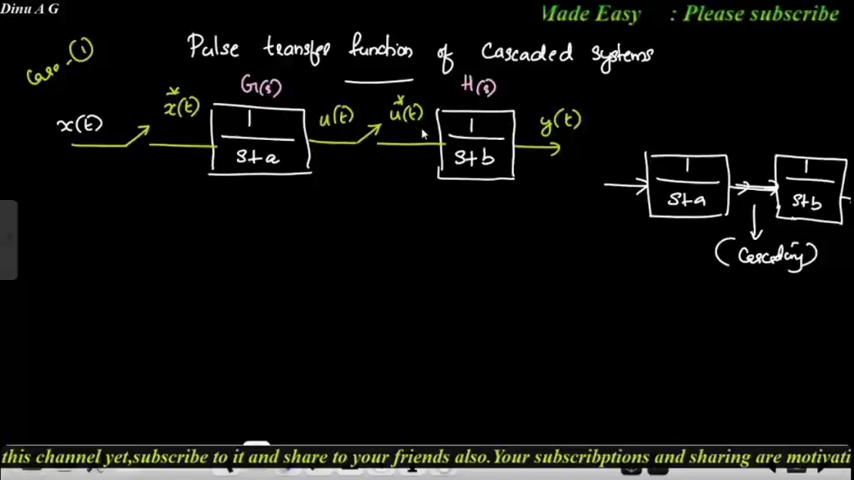 Dinu A G
Made Easy : Please subscribe
Case - ①
Pulse transfer function of Cascaded systems
G(s)
H(s)
x(t)
x*(t)
1
s+a
u(t)
u*(t)
1
s+b
y(t)
1
s+a
1
s+b
(Cascading)
this channel yet,subscribe to it and share to your friends also.Your subscribptions and sharing are motivati